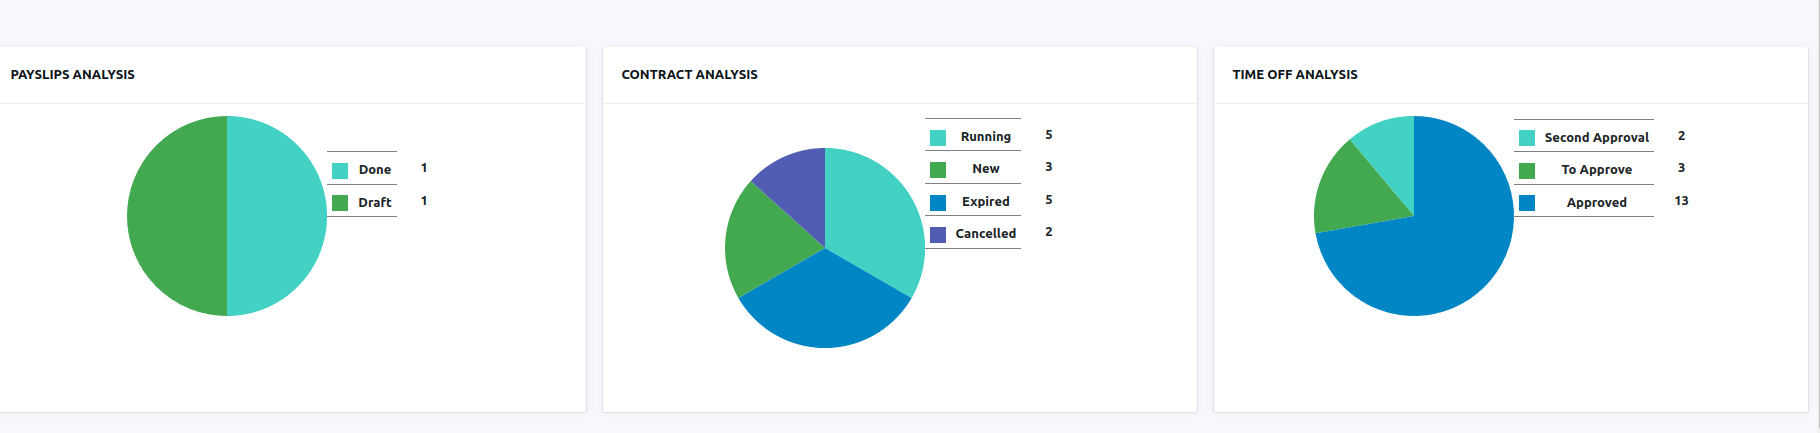 PAYSLIPS ANALYSIS
Done 1
Draft 1
CONTRACT ANALYSIS
Running 5
New 3
Expired 5
Cancelled 2
TIME OFF ANALYSIS
Second Approval 2
To Approve 3
Approved 13